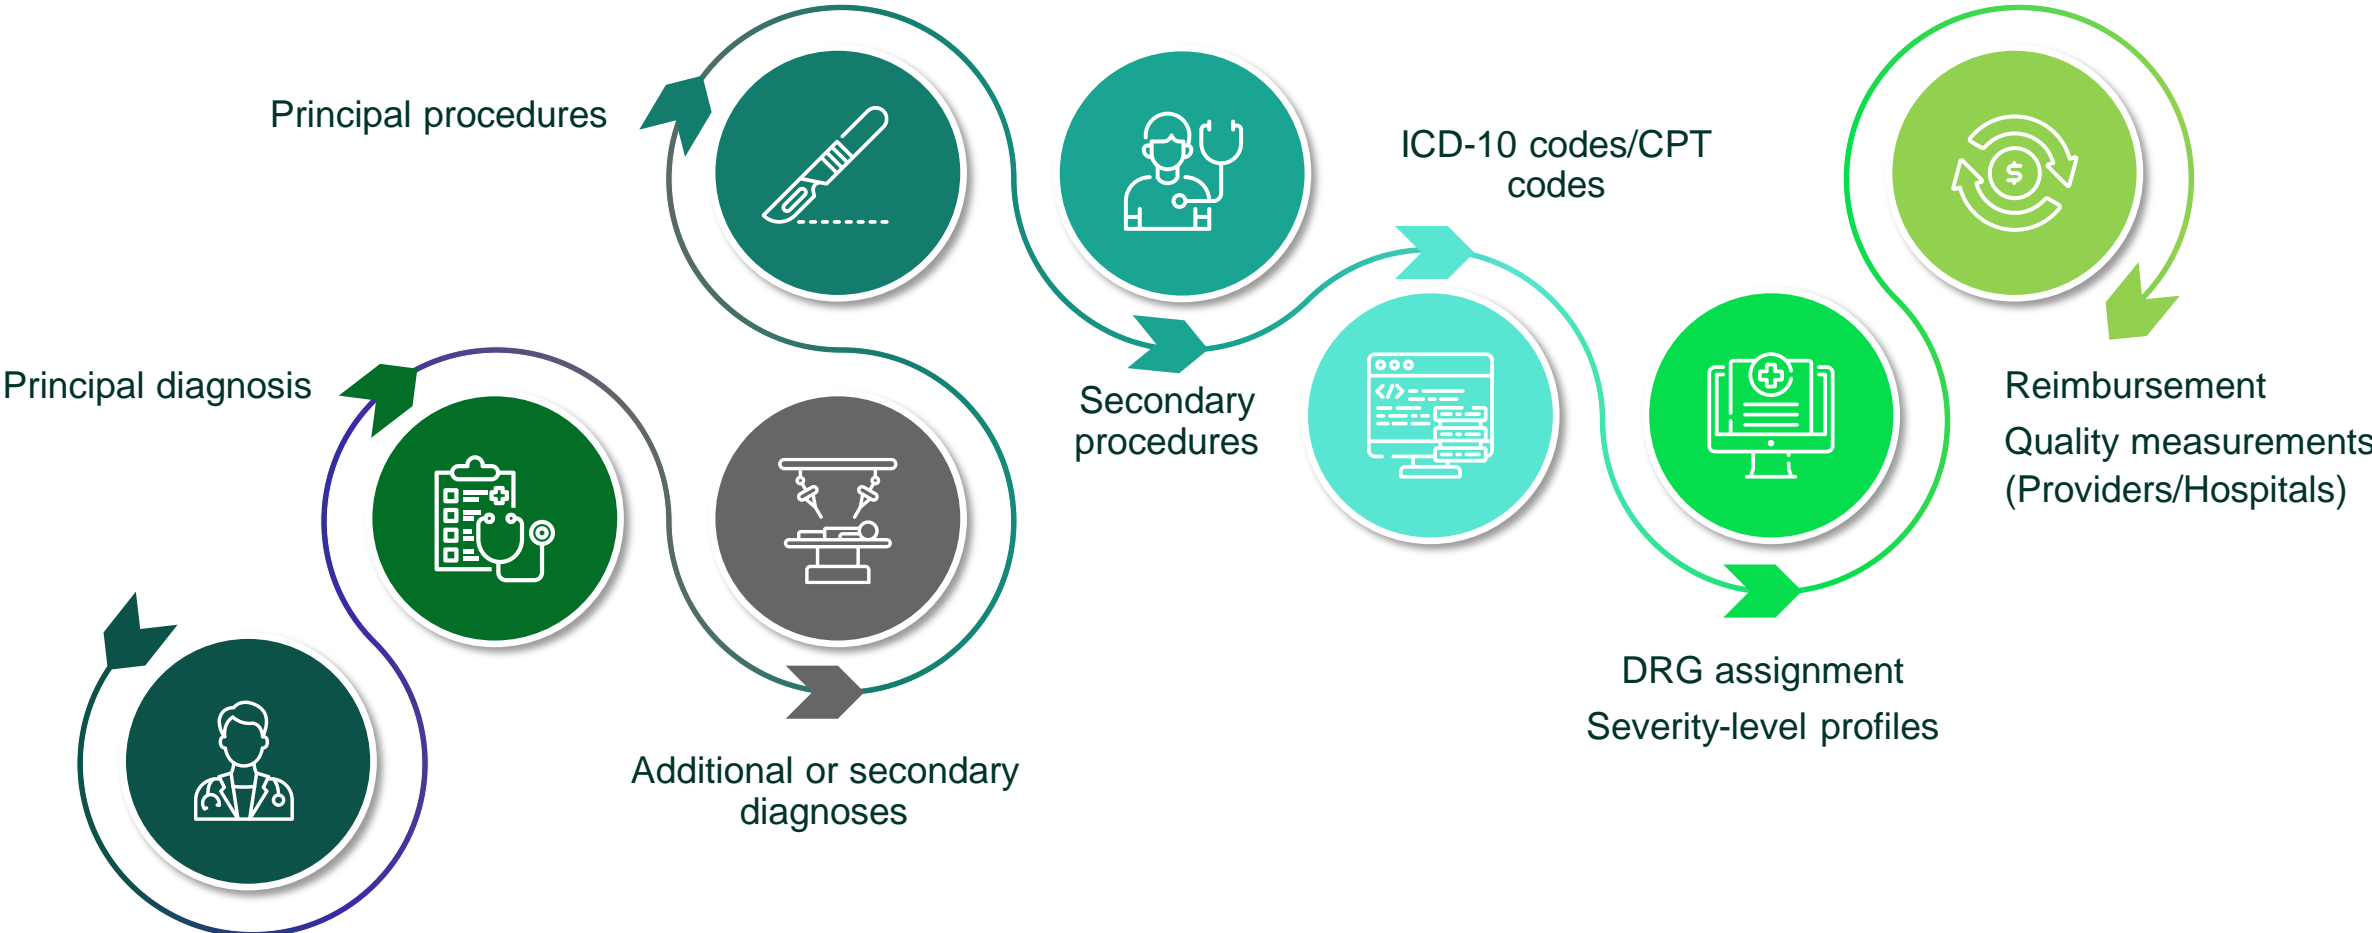 Principal diagnosis
Additional or secondary
diagnoses
Principal procedures
Secondary
procedures
ICD-10 codes/CPT
codes
</>
DRG assignment
Severity-level profiles
$
Reimbursement
Quality measurements
(Providers/Hospitals)